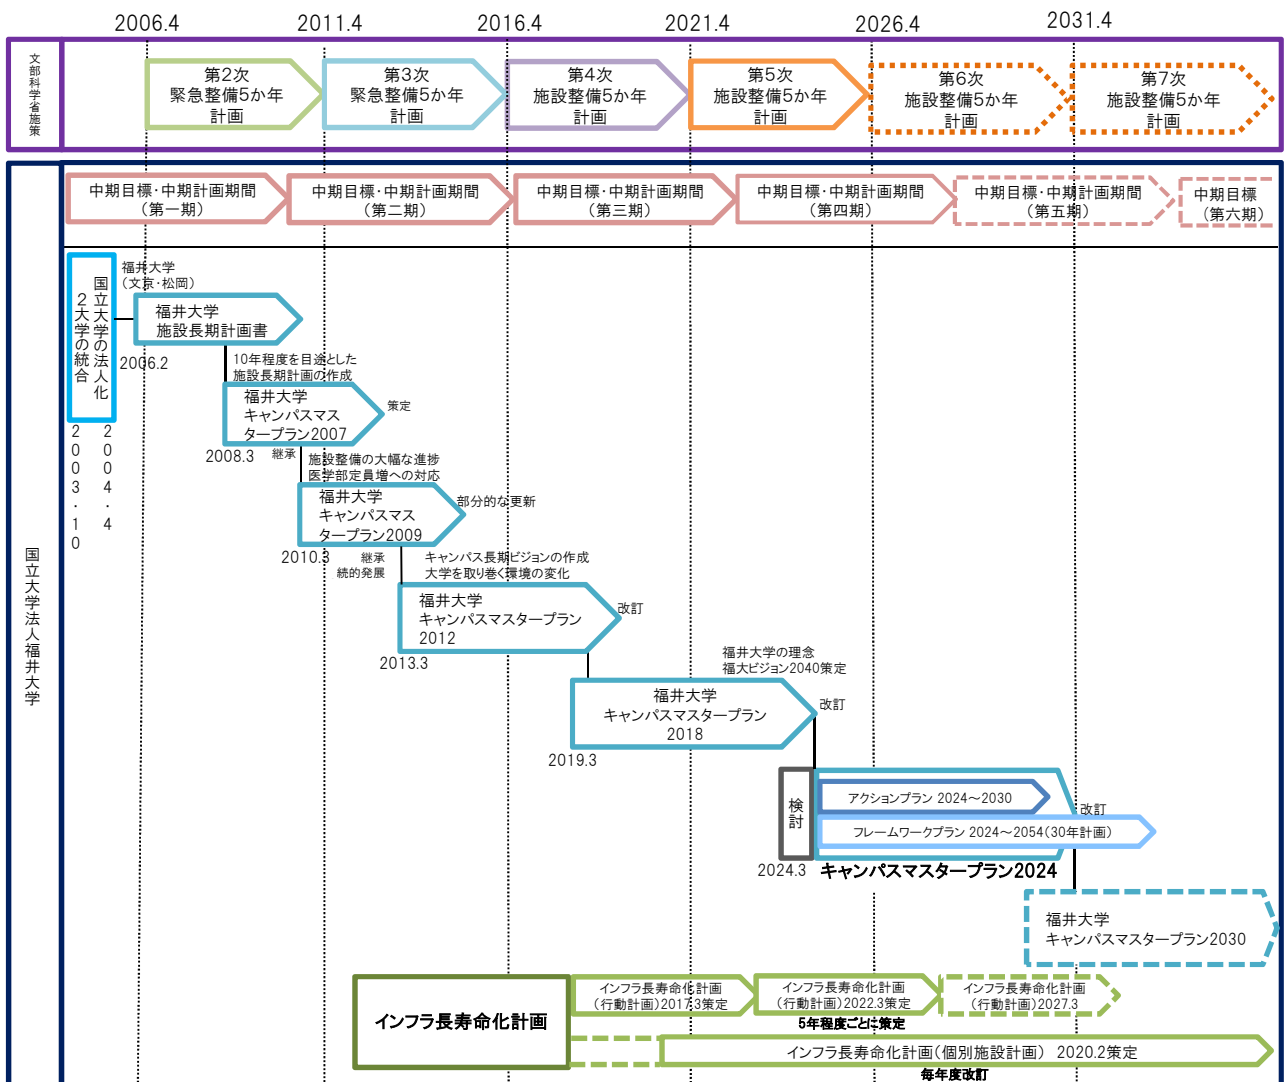 2006.4
2011.4
2016.4
2021.4
2026.4
2031.4
文部科学省施策
第2次
緊急整備5か年
計画
第3次
緊急整備5か年
計画
第4次
施設整備5か年
計画
第5次
施設整備5か年
計画
第6次
施設整備5か年
計画
第7次
施設整備5か年
計画
国立大学法人福井大学
中期目標・中期計画期間
(第一期)
中期目標・中期計画期間
(第二期)
中期目標・中期計画期間
(第三期)
中期目標・中期計画期間
(第四期)
中期目標・中期計画期間
(第五期)
中期目標
(第六期)
国立大学の法人化
2大学の統合
2004.4
2003.10
福井大学
(文京・松岡)
福井大学
施設長期計画書
2006.2
10年程度を目途とした
施設長期計画の作成
福井大学
キャンパスマス
タープラン2007
策定
2008.3
継承
施設整備の大幅な進捗
医学部定員増への対応
福井大学
キャンパスマス
タープラン2009
部分的な更新
2010.3
継承
続的発展
キャンパス長期ビジョンの作成
大学を取り巻く環境の変化
福井大学
キャンパスマスタープラン
2012
改訂
2013.3
福井大学の理念
福大ビジョン2040策定
福井大学
キャンパスマスタープラン
2018
改訂
2019.3
検討
アクションプラン 2024～2030
フレームワークプラン 2024～2054(30年計画)
改訂
2024.3
キャンパスマスタープラン2024
福井大学
キャンパスマスタープラン2030
インフラ長寿命化計画
インフラ長寿命化計画
(行動計画)2017.3策定
インフラ長寿命化計画
(行動計画)2022.3策定
インフラ長寿命化計画
(行動計画)2027.3
5年程度ごとに策定
インフラ長寿命化計画(個別施設計画) 2020.2策定
毎年度改訂